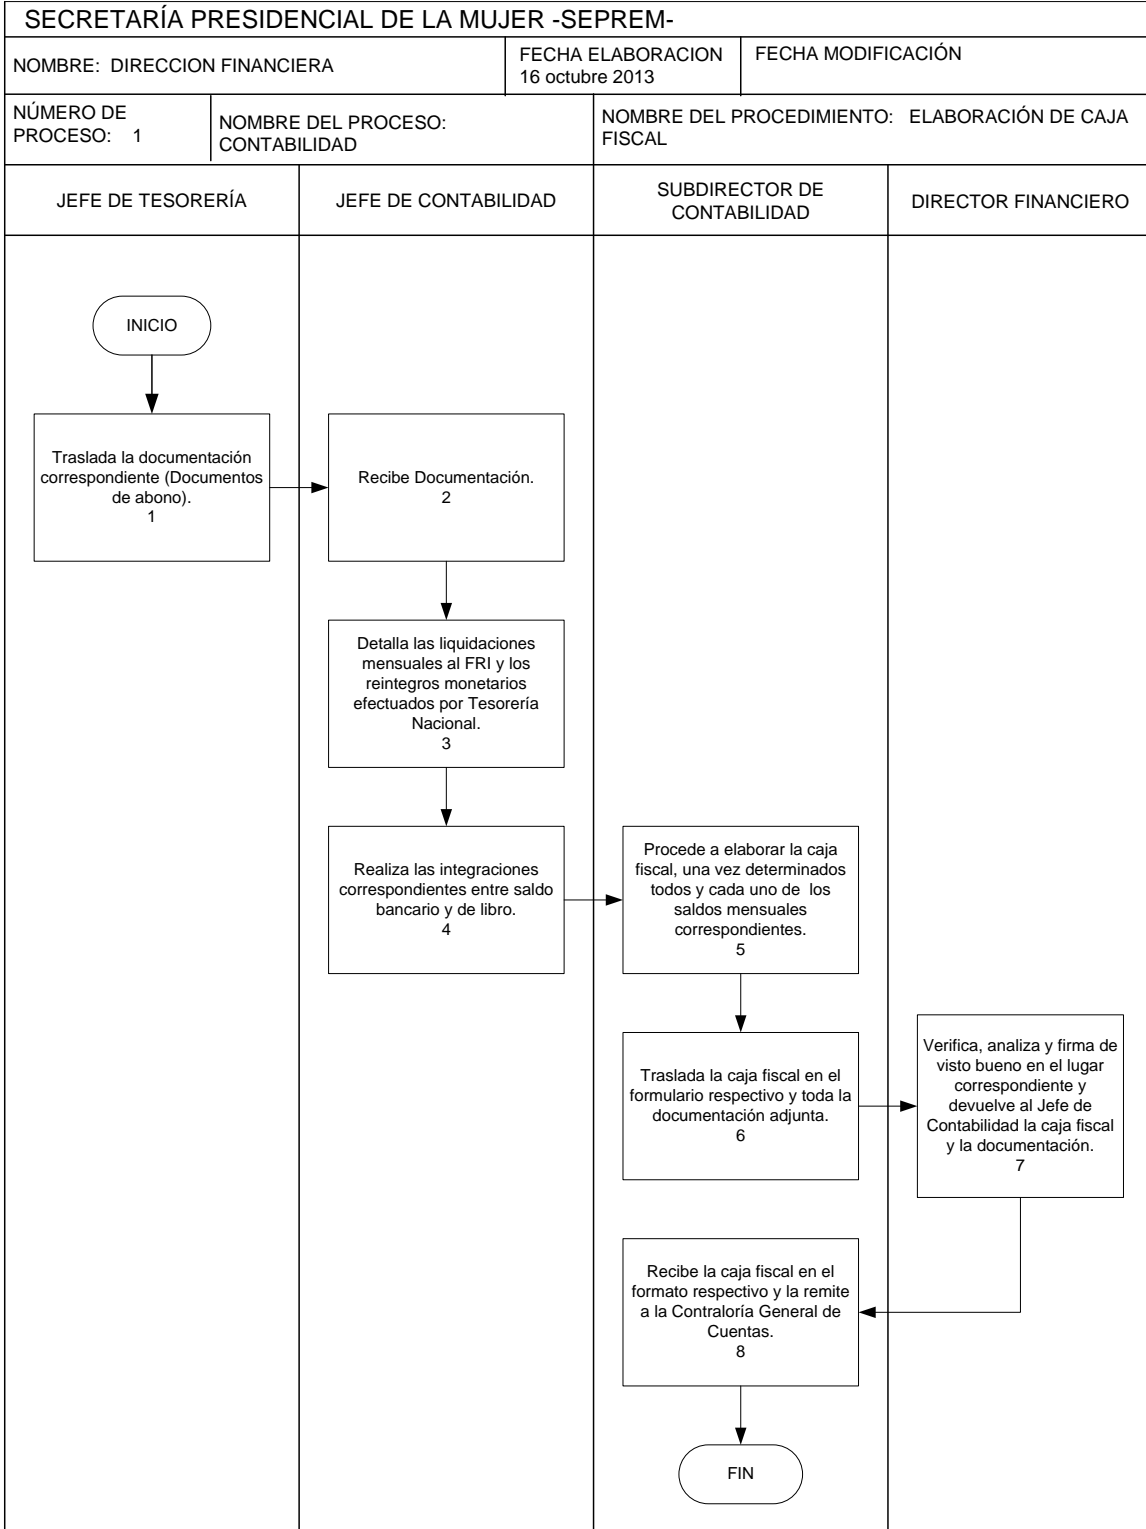 SECRETARÍA PRESIDENCIAL DE LA MUJER -SEPREM-
NOMBRE: DIRECCION FINANCIERA
FECHA ELABORACION
16 octubre 2013
FECHA MODIFICACIÓN
NÚMERO DE
PROCESO: 1
NOMBRE DEL PROCESO:
CONTABILIDAD
NOMBRE DEL PROCEDIMIENTO: ELABORACIÓN DE CAJA
FISCAL
JEFE DE TESORERÍA
JEFE DE CONTABILIDAD
SUBDIRECTOR DE
CONTABILIDAD
DIRECTOR FINANCIERO
INICIO
Traslada la documentación
correspondiente (Documentos
de abono).
1
Recibe Documentación.
2
Detalla las liquidaciones
mensuales al FRI y los
reintegros monetarios
efectuados por Tesorería
Nacional.
3
Realiza las integraciones
correspondientes entre saldo
bancario y de libro.
4
Procede a elaborar la caja
fiscal, una vez determinados
todos y cada uno de los
saldos mensuales
correspondientes.
5
Traslada la caja fiscal en el
formulario respectivo y toda la
documentación adjunta.
6
Verifica, analiza y firma de
visto bueno en el lugar
correspondiente y
devuelve al Jefe de
Contabilidad la caja fiscal
y la documentación.
7
Recibe la caja fiscal en el
formato respectivo y la remite
a la Contraloría General de
Cuentas.
8
FIN